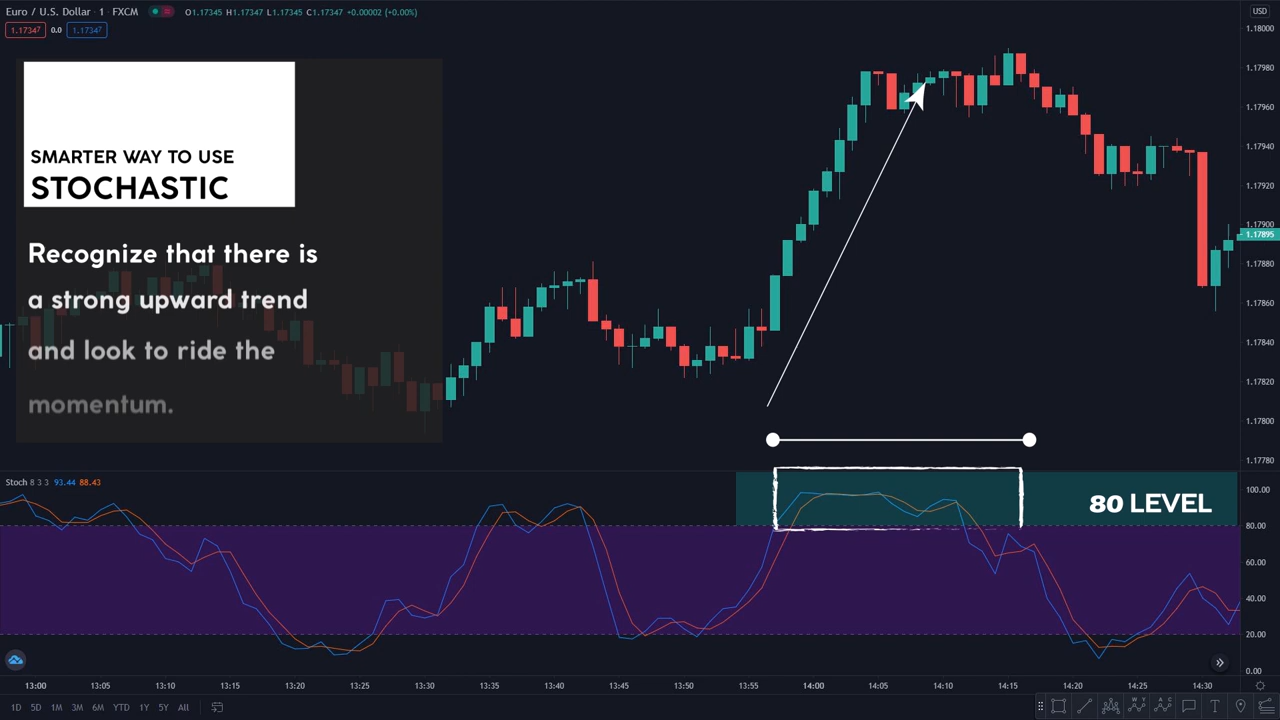 Euro / U.S. Dollar · 1 · FXCM O1.17345 H1.17347 L1.17345 C1.17347 +0.00002 (+0.00%)
USD
1.17347 0.0 1.17347
1.18000
1.17980
1.17960
1.17940
1.17920
1.17900
1.17895
1.17880
1.17860
1.17840
1.17820
1.17800
1.17780
SMARTER WAY TO USE
STOCHASTIC
Recognize that there is
a strong upward trend
and look to ride the
momentum.
Stoch 8 3 3 93.44 88.43
80 LEVEL
100.00
80.00
60.00
40.00
20.00
0.00
13:00 13:05 13:10 13:15 13:20 13:25 13:30 13:35 13:40 13:45 13:50 13:55 14:00 14:05 14:10 14:15 14:20 14:25 14:30
1D 5D 1M 3M 6M YTD 1Y 5Y All